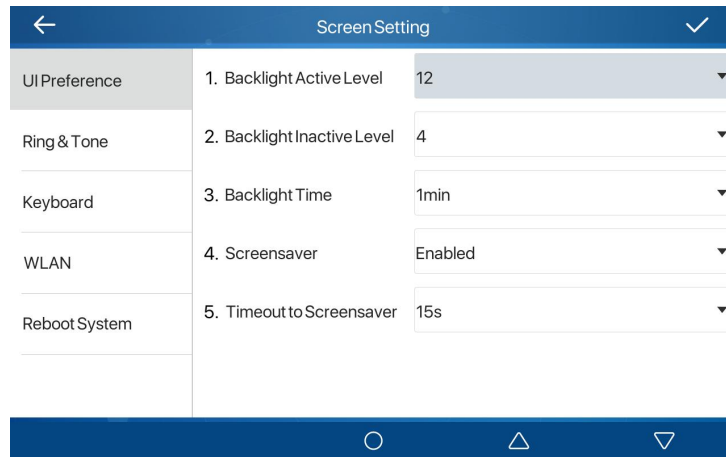 Screen Setting
UI Preference
Ring & Tone
Keyboard
WLAN
Reboot System
1. Backlight Active Level 12
2. Backlight Inactive Level 4
3. Backlight Time 1min
4. Screensaver Enabled
5. Timeout to Screensaver 15s